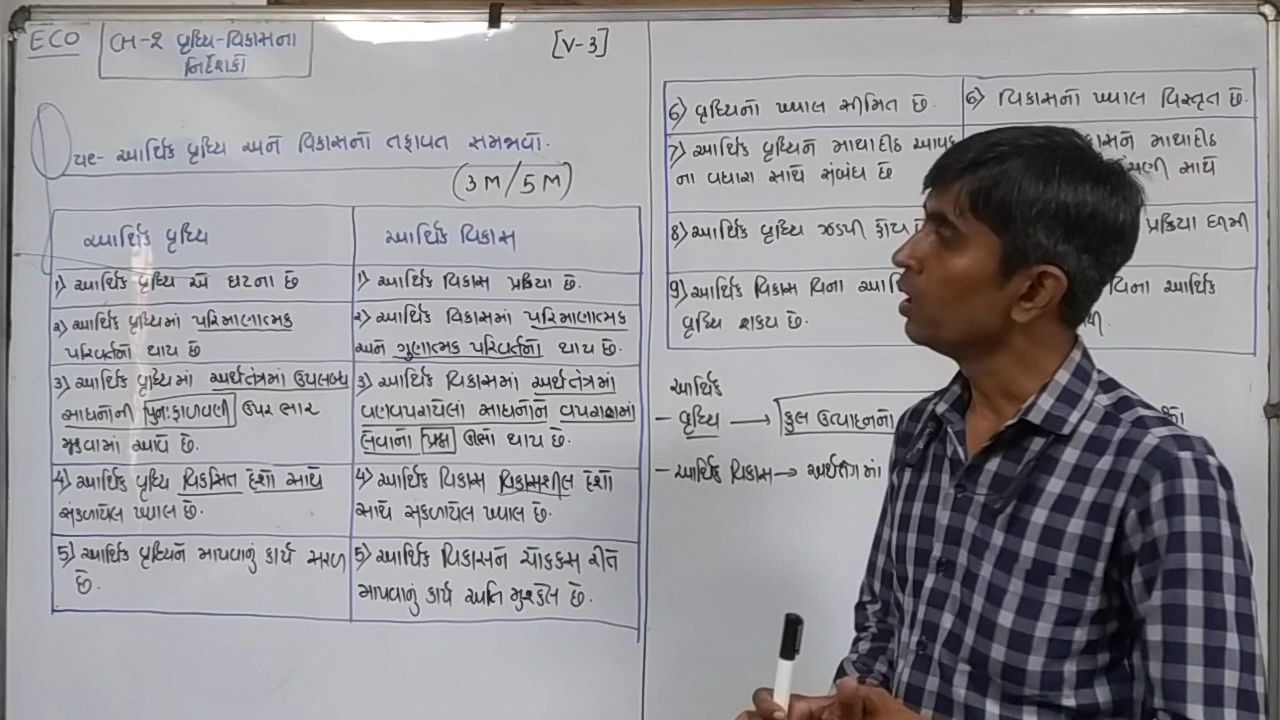 ECO
CH-2 વૃધ્ધિ-વિકાસના
નિર્દેશકો
[V-3]
આર્થિક વૃધ્ધિ અને વિકાસનો તફાવત સમજાવો.
(3M/5M)
આર્થિક વૃધ્ધિ
આર્થિક વિકાસ
1) આર્થિક વૃધ્ધિ એ ઘટના છે
1) આર્થિક વિકાસ પ્રક્રિયા છે.
2) આર્થિક વૃધ્ધિમાં પરિમાણાત્મક
પરિવર્તનો થાય છે
2) આર્થિક વિકાસમાં પરિમાણાત્મક
અને ગુણાત્મક પરિવર્તનો થાય છે.
3) આર્થિક વૃધ્ધિમાં અર્થતંત્રમાં ઉપલબ્ધ
સાધનોની પુનઃફાળવણી ઉપર ભાર
મુકવામાં આવે છે.
3) આર્થિક વિકાસમાં અર્થતંત્રમાં
વણવપરાયેલાં સાધનોને વપરાશમાં
લેવાનો પ્રશ્ન ઊભો થાય છે.
4) આર્થિક વૃધ્ધિ વિકસિત દેશો સાથે
સંકળાયેલ ખ્યાલ છે.
4) આર્થિક વિકાસ વિકાસશીલ દેશો
સાથે સંકળાયેલ ખ્યાલ છે.
5) આર્થિક વૃધ્ધિને માપવાનું કાર્ય સરળ
છે.
5) આર્થિક વિકાસને ચોકકસ રીતે
માપવાનું કાર્ય અતિ મુશ્કેલ છે.
6) વૃધ્ધિનો ખ્યાલ સીમિત છે.
6) વિકાસનો ખ્યાલ વિસ્તૃત છે.
7) આર્થિક વૃધ્ધિને માથાદીઠ આવક
ના વધારા સાથે સંબંધ છે
માથાદીઠ
સાથે
8) આર્થિક વૃધ્ધિ ઝડપી હોય
પ્રક્રિયા ધીમી
9) આર્થિક વિકાસ વિના
વૃધ્ધિ શકય છે.
વિના આર્થિક
આર્થિક
- વૃધ્ધિ → કુલ ઉત્પાદનનો
- આર્થિક વિકાસ → અર્થતંત્રમાં